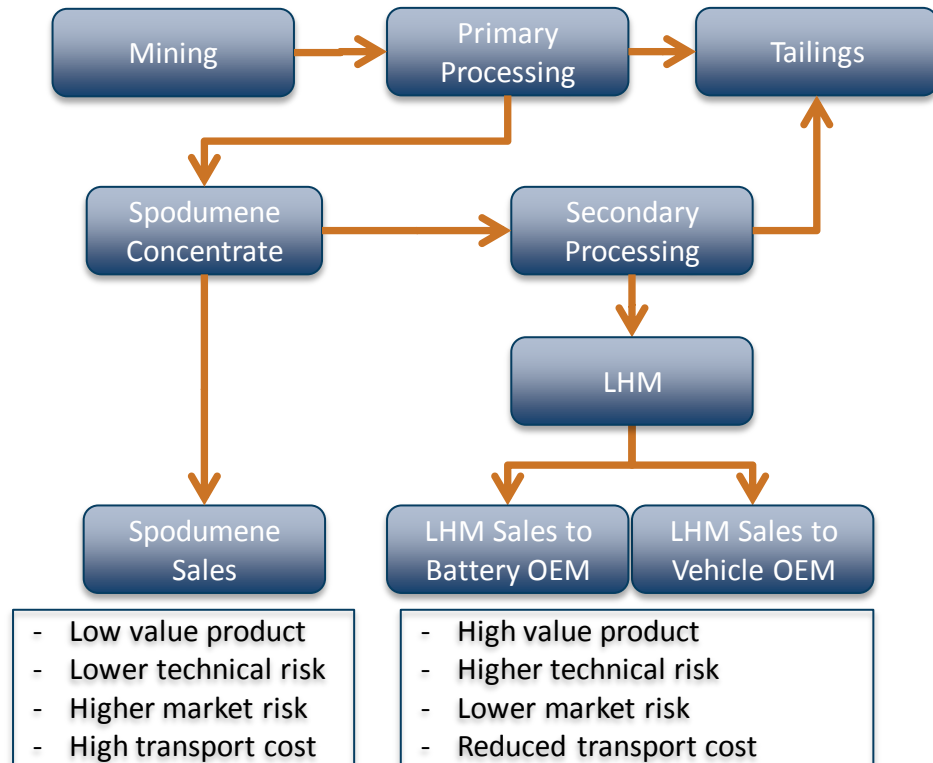 Mining
Primary
Processing
Tailings
Spodumene
Concentrate
Secondary
Processing
LHM
Spodumene
Sales
LHM Sales to
Battery OEM
LHM Sales to
Vehicle OEM
- Low value product
- Lower technical risk
- Higher market risk
- High transport cost
- High value product
- Higher technical risk
- Lower market risk
- Reduced transport cost